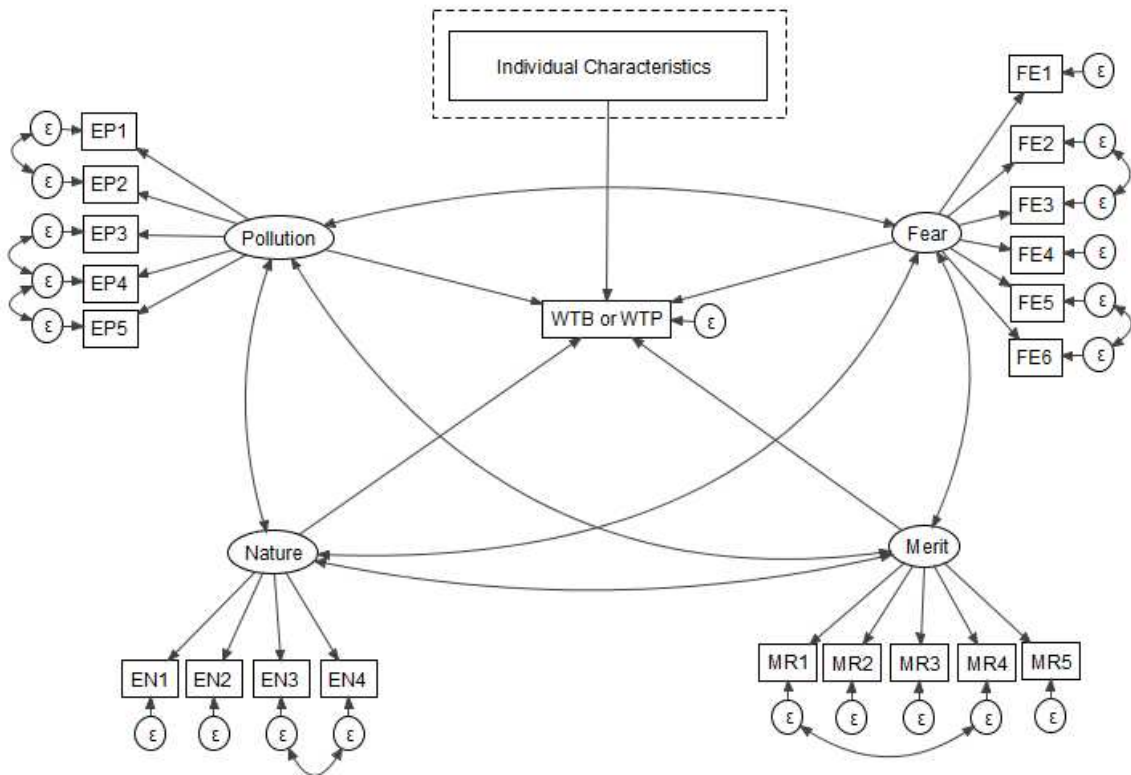 Individual Characteristics
FE1
ε
ε
EP1
FE2
ε
ε
EP2
ε
EP3
FE3
ε
Pollution
Fear
FE4
ε
ε
EP4
FE5
ε
ε
EP5
WTB or WTP
ε
FE6
ε
Nature
Merit
EN1
EN2
EN3
EN4
MR1
MR2
MR3
MR4
MR5
ε
ε
ε
ε
ε
ε
ε
ε
ε